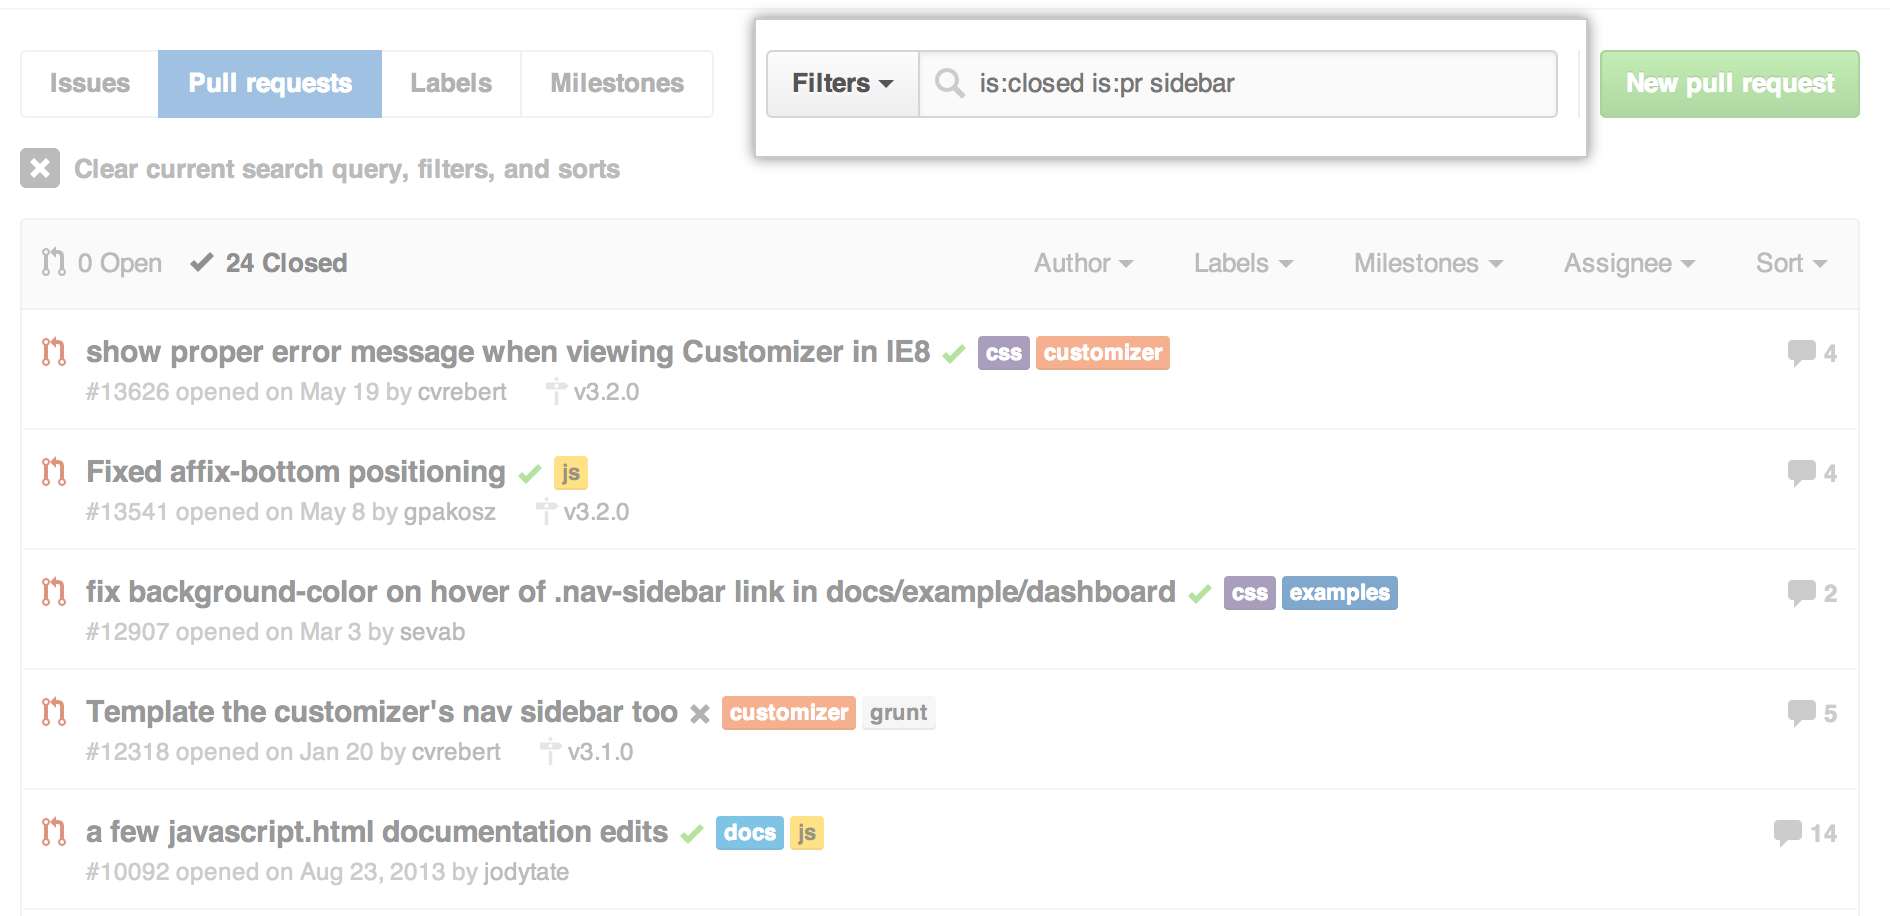 Issues Pull requests Labels Milestones Filters is:closed is:pr sidebar New pull request
Clear current search query, filters, and sorts
0 Open 24 Closed Author Labels Milestones Assignee Sort
show proper error message when viewing Customizer in IE8 css customizer 4
#13626 opened on May 19 by cvrebert v3.2.0
Fixed affix-bottom positioning js 4
#13541 opened on May 8 by gpakosz v3.2.0
fix background-color on hover of .nav-sidebar link in docs/example/dashboard css examples 2
#12907 opened on Mar 3 by sevab
Template the customizer's nav sidebar too customizer grunt 5
#12318 opened on Jan 20 by cvrebert v3.1.0
a few javascript.html documentation edits docs js 14
#10092 opened on Aug 23, 2013 by jodytate